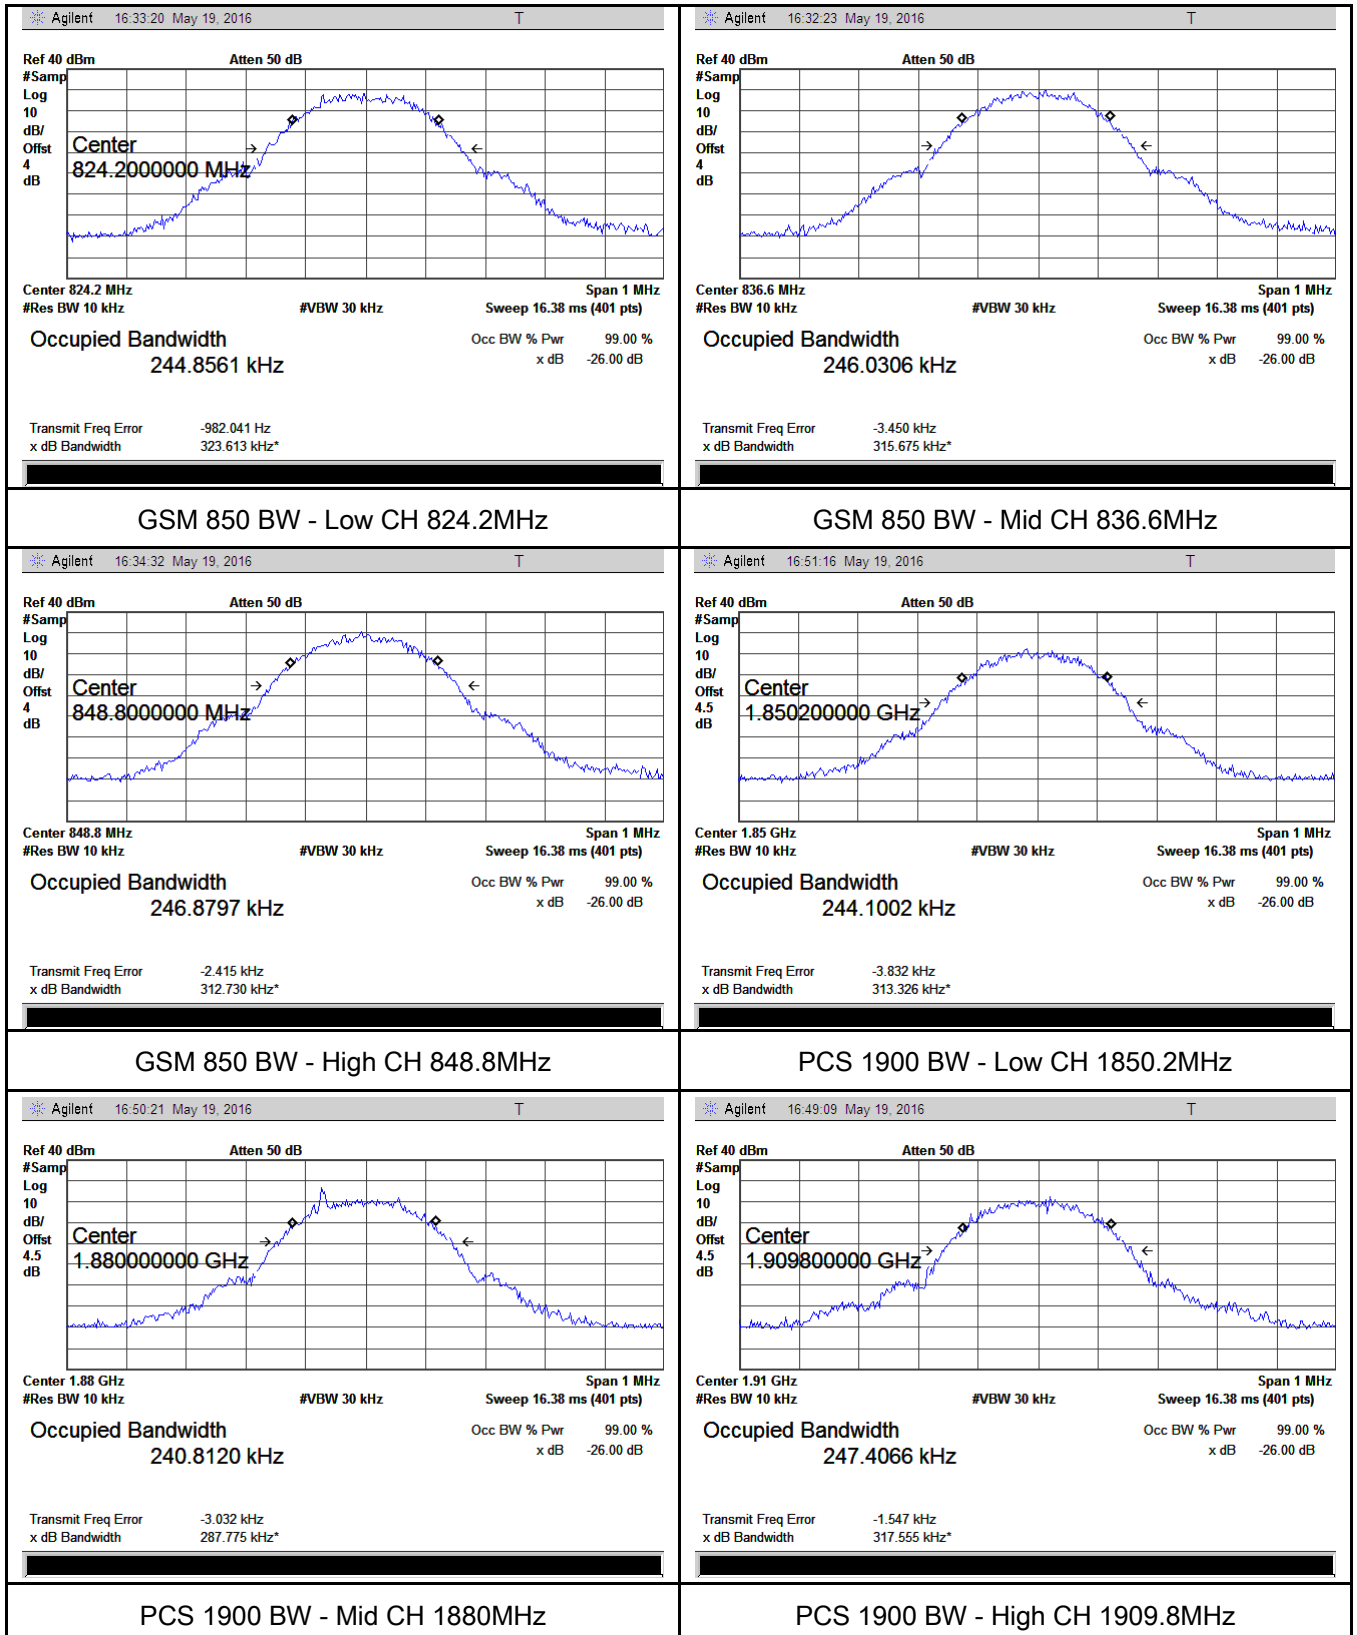 Agilent 16:33:20 May 19, 2016 T
Ref 40 dBm Atten 50 dB
#Samp
Log
10
dB/
Offst
4
dB
Center
824.2000000 MHz
Center 824.2 MHz Span 1 MHz
#Res BW 10 kHz #VBW 30 kHz Sweep 16.38 ms (401 pts)
Occupied Bandwidth Occ BW % Pwr 99.00 %
244.8561 kHz x dB -26.00 dB
Transmit Freq Error -982.041 Hz
x dB Bandwidth 323.613 kHz*
GSM 850 BW - Low CH 824.2MHz
Agilent 16:32:23 May 19, 2016 T
Ref 40 dBm Atten 50 dB
#Samp
Log
10
dB/
Offst
4
dB
Center 836.6 MHz Span 1 MHz
#Res BW 10 kHz #VBW 30 kHz Sweep 16.38 ms (401 pts)
Occupied Bandwidth Occ BW % Pwr 99.00 %
246.0306 kHz x dB -26.00 dB
Transmit Freq Error -3.450 kHz
x dB Bandwidth 315.675 kHz*
GSM 850 BW - Mid CH 836.6MHz
Agilent 16:34:32 May 19, 2016 T
Ref 40 dBm Atten 50 dB
#Samp
Log
10
dB/
Offst
4
dB
Center
848.8000000 MHz
Center 848.8 MHz Span 1 MHz
#Res BW 10 kHz #VBW 30 kHz Sweep 16.38 ms (401 pts)
Occupied Bandwidth Occ BW % Pwr 99.00 %
246.8797 kHz x dB -26.00 dB
Transmit Freq Error -2.415 kHz
x dB Bandwidth 312.730 kHz*
GSM 850 BW - High CH 848.8MHz
Agilent 16:51:16 May 19, 2016 T
Ref 40 dBm Atten 50 dB
#Samp
Log
10
dB/
Offst
4.5
dB
Center
1.850200000 GHz
Center 1.85 GHz Span 1 MHz
#Res BW 10 kHz #VBW 30 kHz Sweep 16.38 ms (401 pts)
Occupied Bandwidth Occ BW % Pwr 99.00 %
244.1002 kHz x dB -26.00 dB
Transmit Freq Error -3.832 kHz
x dB Bandwidth 313.326 kHz*
PCS 1900 BW - Low CH 1850.2MHz
Agilent 16:50:21 May 19, 2016 T
Ref 40 dBm Atten 50 dB
#Samp
Log
10
dB/
Offst
4.5
dB
Center
1.880000000 GHz
Center 1.88 GHz Span 1 MHz
#Res BW 10 kHz #VBW 30 kHz Sweep 16.38 ms (401 pts)
Occupied Bandwidth Occ BW % Pwr 99.00 %
240.8120 kHz x dB -26.00 dB
Transmit Freq Error -3.032 kHz
x dB Bandwidth 287.775 kHz*
PCS 1900 BW - Mid CH 1880MHz
Agilent 16:49:09 May 19, 2016 T
Ref 40 dBm Atten 50 dB
#Samp
Log
10
dB/
Offst
4.5
dB
Center
1.909800000 GHz
Center 1.91 GHz Span 1 MHz
#Res BW 10 kHz #VBW 30 kHz Sweep 16.38 ms (401 pts)
Occupied Bandwidth Occ BW % Pwr 99.00 %
247.4066 kHz x dB -26.00 dB
Transmit Freq Error -1.547 kHz
x dB Bandwidth 317.555 kHz*
PCS 1900 BW - High CH 1909.8MHz